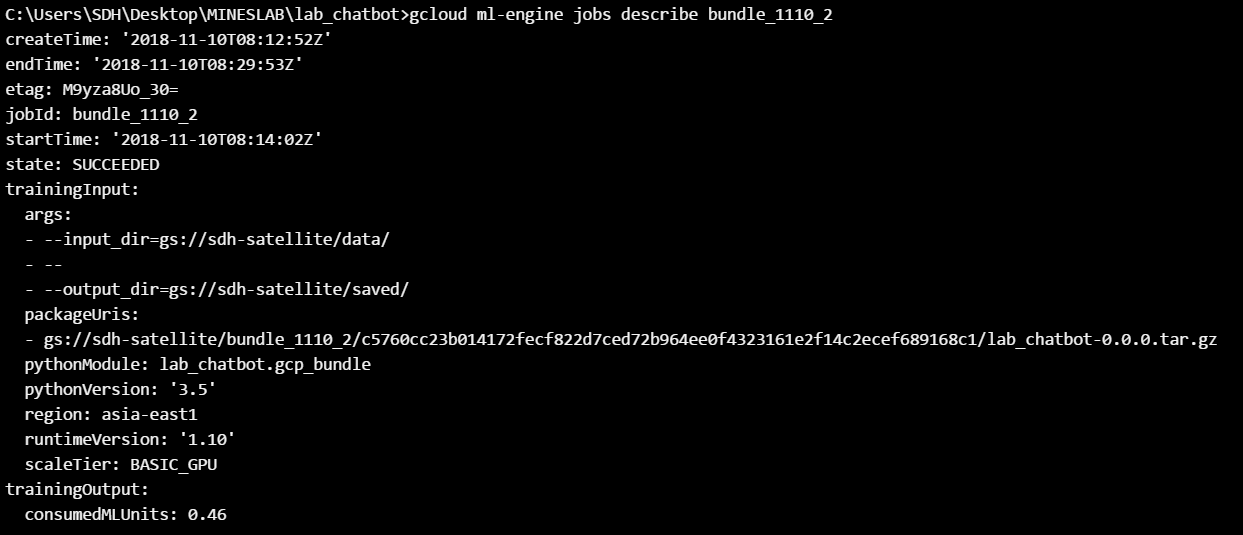 C:\Users\SDH\Desktop\MINESLAB\lab_chatbot>gcloud ml-engine jobs describe bundle_1110_2
createTime: '2018-11-10T08:12:52Z'
endTime: '2018-11-10T08:29:53Z'
etag: M9yza8Uo_30=
jobId: bundle_1110_2
startTime: '2018-11-10T08:14:02Z'
state: SUCCEEDED
trainingInput:
  args:
  - --input_dir=gs://sdh-satellite/data/
  - --
  - --output_dir=gs://sdh-satellite/saved/
  packageUris:
  - gs://sdh-satellite/bundle_1110_2/c5760cc23b014172fecf822d7ced72b964ee0f4323161e2f14c2ecef689168c1/lab_chatbot-0.0.0.tar.gz
  pythonModule: lab_chatbot.gcp_bundle
  pythonVersion: '3.5'
  region: asia-east1
  runtimeVersion: '1.10'
  scaleTier: BASIC_GPU
trainingOutput:
  consumedMLUnits: 0.46